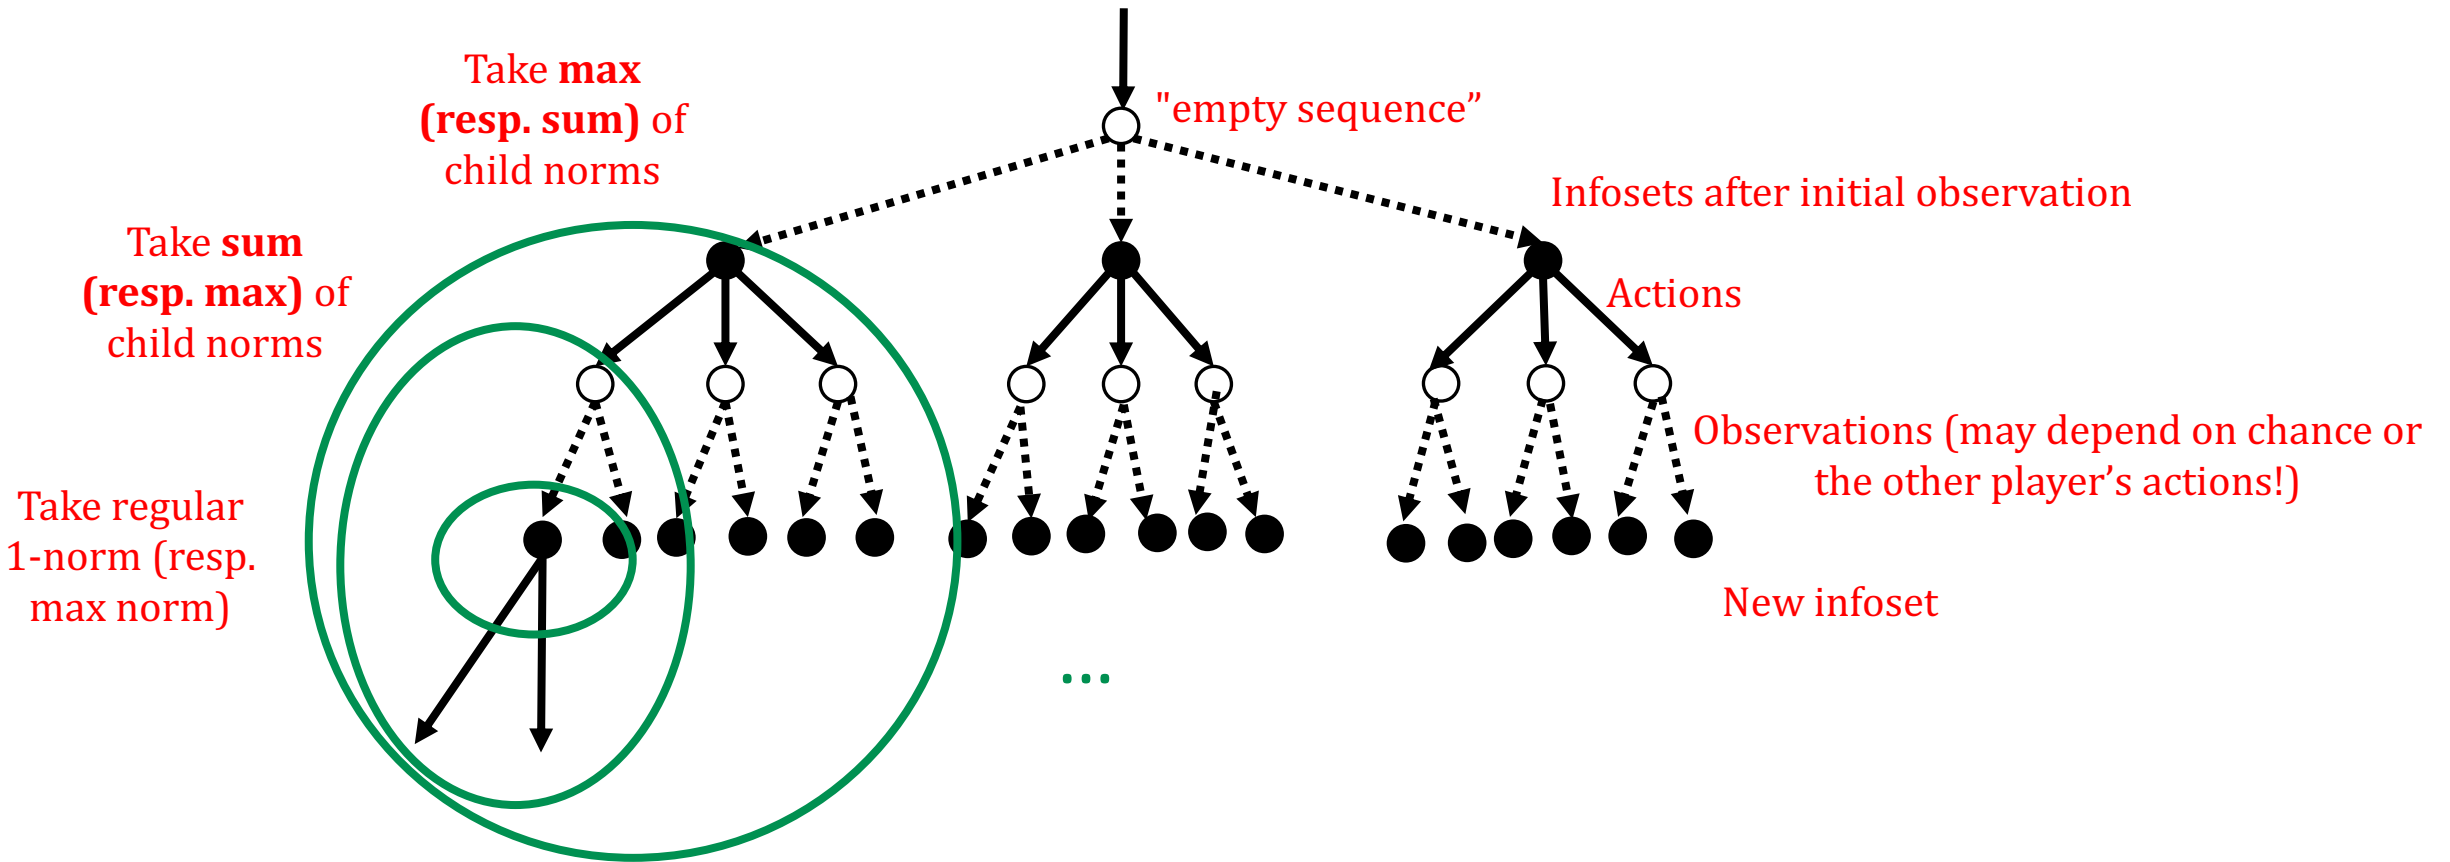 Take max
(resp. sum) of
child norms
"empty sequence”
Infosets after initial observation
Take sum
(resp. max) of
child norms
Actions
Observations (may depend on chance or
the other player’s actions!)
Take regular
1-norm (resp.
max norm)
New infoset
...